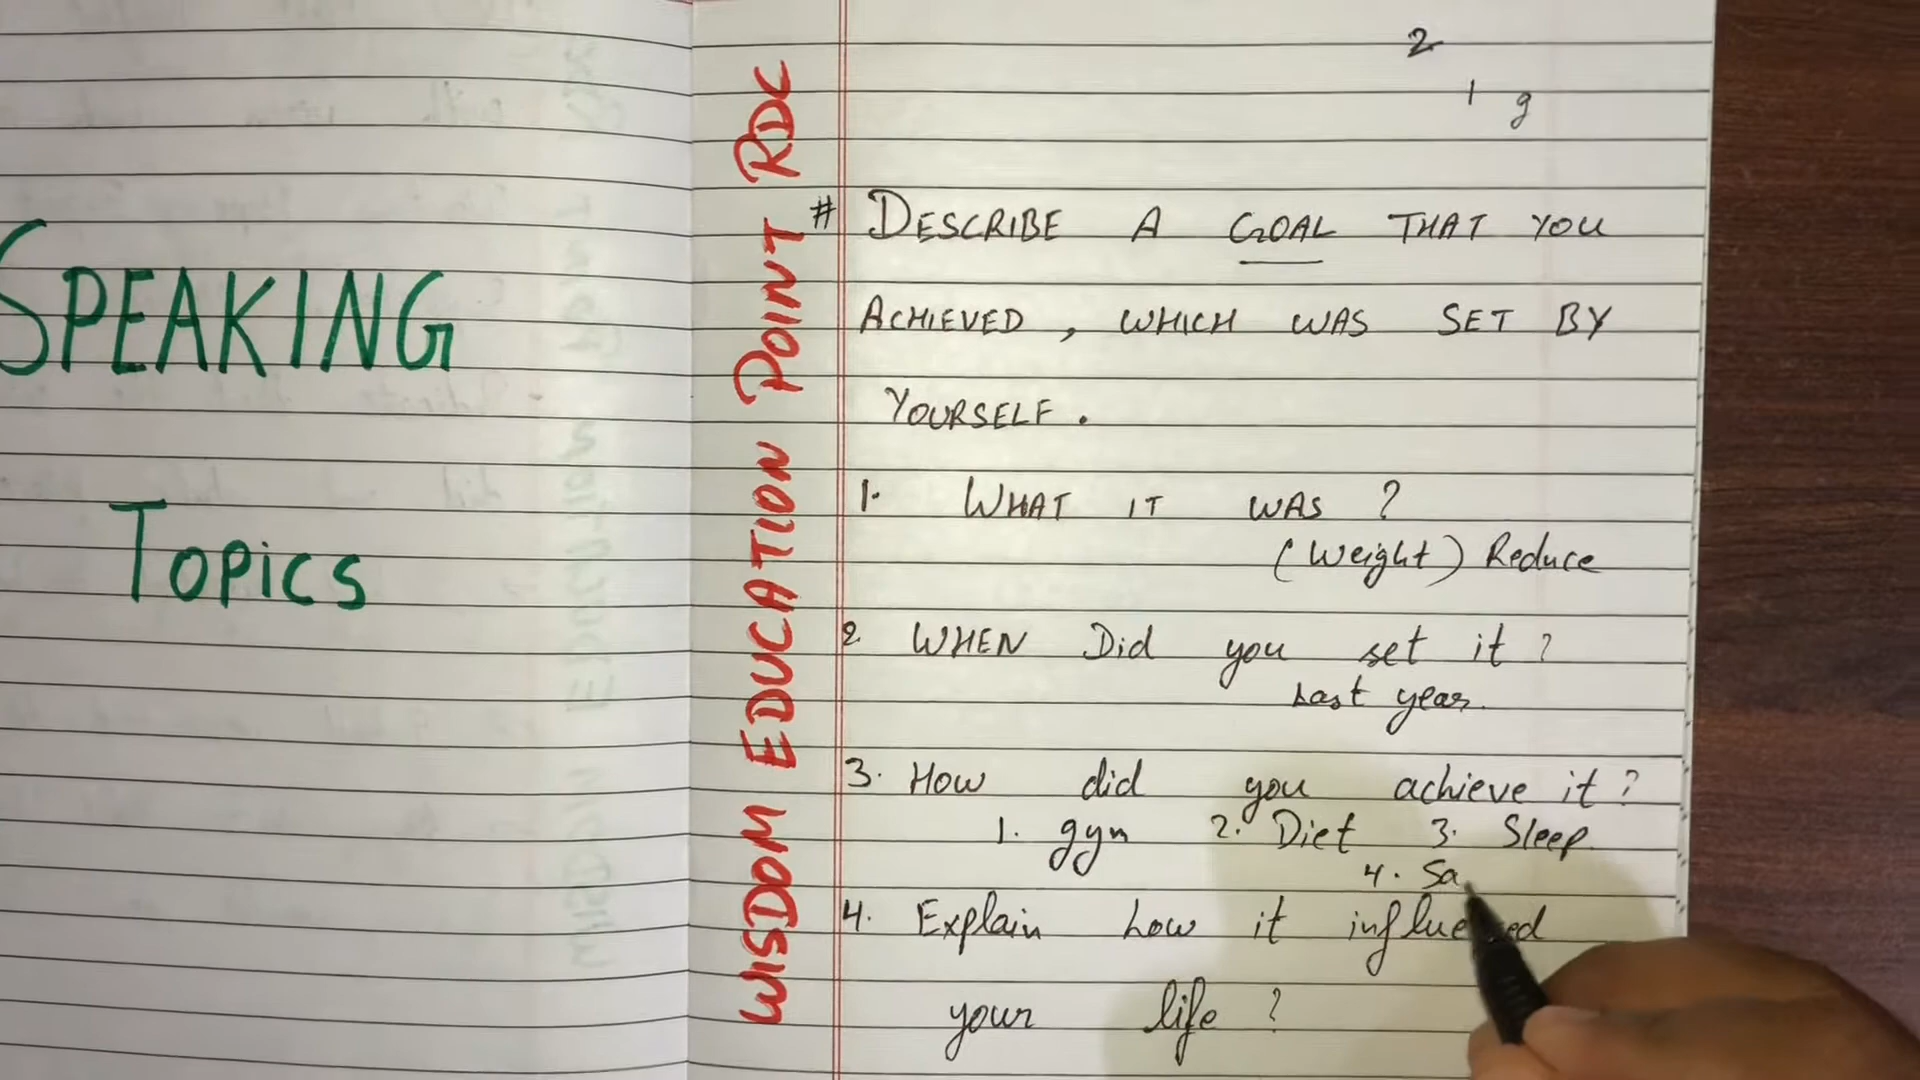 SPEAKING
TOPICS
WISDOM EDUCATION POINT RDC
2
1 g
# DESCRIBE A GOAL THAT YOU
ACHIEVED, WHICH WAS SET BY
YOURSELF.
1. WHAT IT WAS ?
(Weight) Reduce
2 WHEN Did you set it ?
Last year.
3. How did you achieve it ?
1. gym 2. Diet 3. Sleep.
4. Sa
4. Explain how it
your life ?